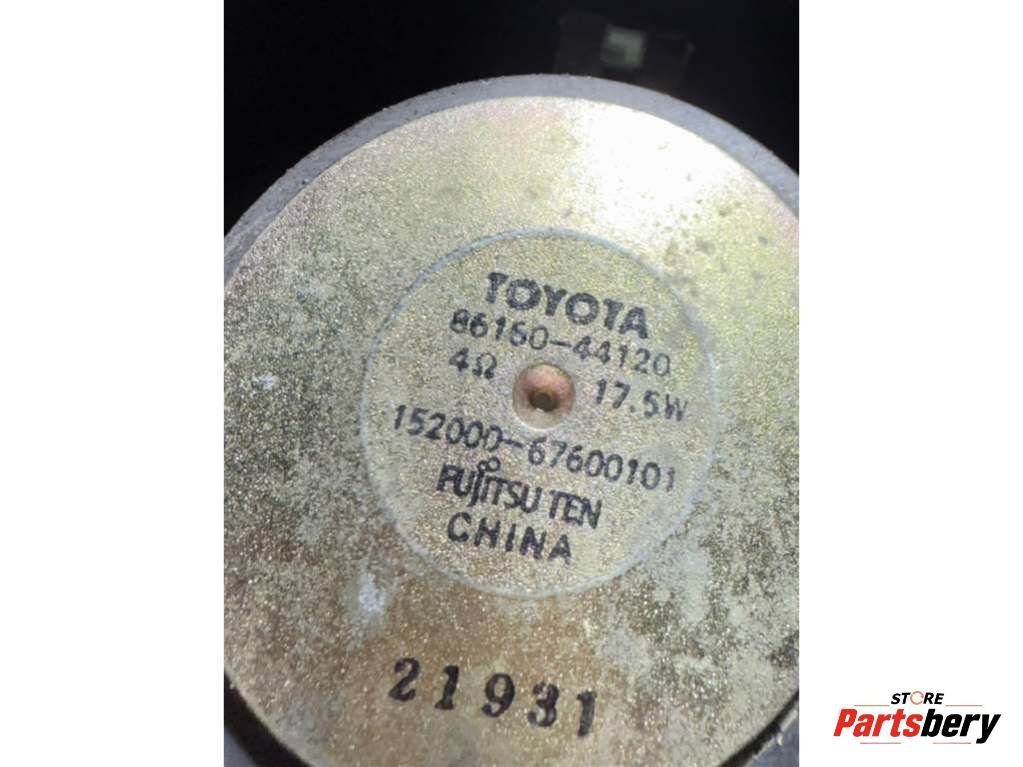 TOYOTA
86160-44120
4Ω 17.5W
152000-67600101
FUJITSU TEN
CHINA
21931
STORE
Partsbery